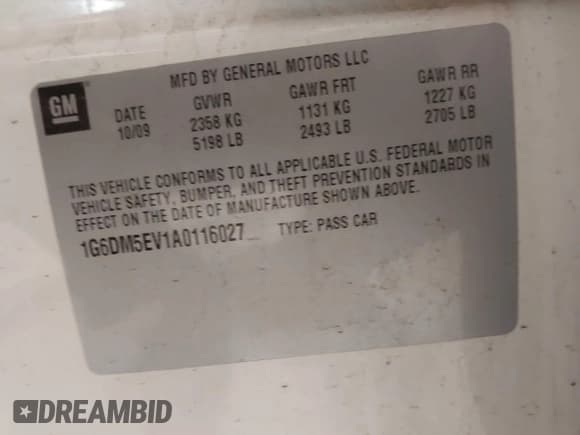 MFD BY GENERAL MOTORS LLC
GM
DATE GVWR GAWR FRT GAWR RR
10/09 2358 KG 1131 KG 1227 KG
5198 LB 2493 LB 2705 LB
THIS VEHICLE CONFORMS TO ALL APPLICABLE U.S. FEDERAL MOTOR
VEHICLE SAFETY, BUMPER, AND THEFT PREVENTION STANDARDS IN
EFFECT ON THE DATE OF MANUFACTURE SHOWN ABOVE.
1G6DM5EV1A0116027_ TYPE: PASS CAR
DREAMBID